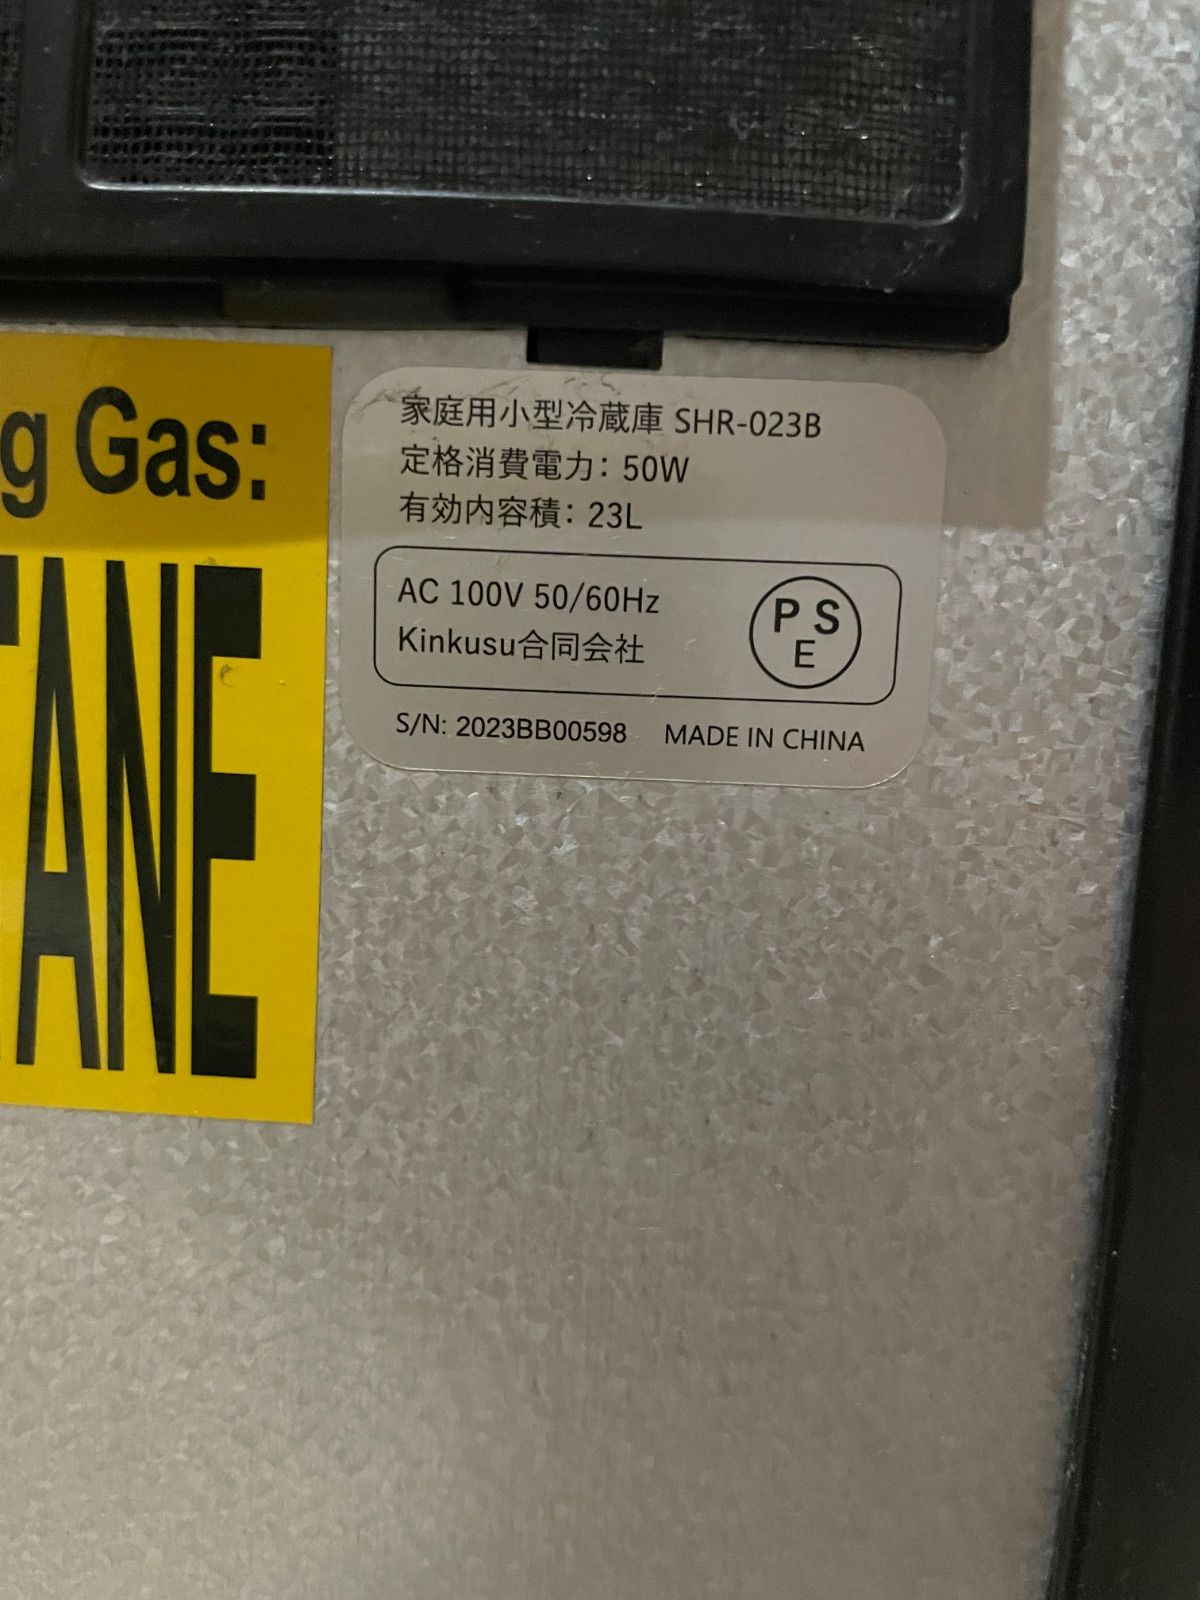 g Gas:
TANE
家庭用小型冷蔵庫 SHR-023B
定格消費電力：50W
有効内容積：23L
AC 100V 50/60Hz
Kinkusu合同会社
PSE
S/N: 2023BB00598 MADE IN CHINA